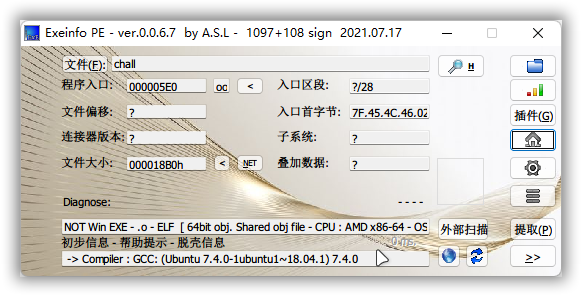 Exeinfo PE - ver.0.0.6.7 by A.S.L - 1097+108 sign 2021.07.17
文件(F): chall H
程序入口: 000005E0 oc < 入口区段: ?/28
文件偏移: ? 入口首字节: 7F.45.4C.46.02
插件(G)
连接器版本: ? 子系统: ?
文件大小: 000018B0h < NET 叠加数据: ?
Diagnose: ----
NOT Win EXE - .o - ELF [ 64bit obj. Shared obj file - CPU : AMD x86-64 - OS 外部扫描 提取(P)
初步信息 - 帮助提示 - 脱壳信息
-> Compiler : GCC: (Ubuntu 7.4.0-1ubuntu1~18.04.1) 7.4.0 >>